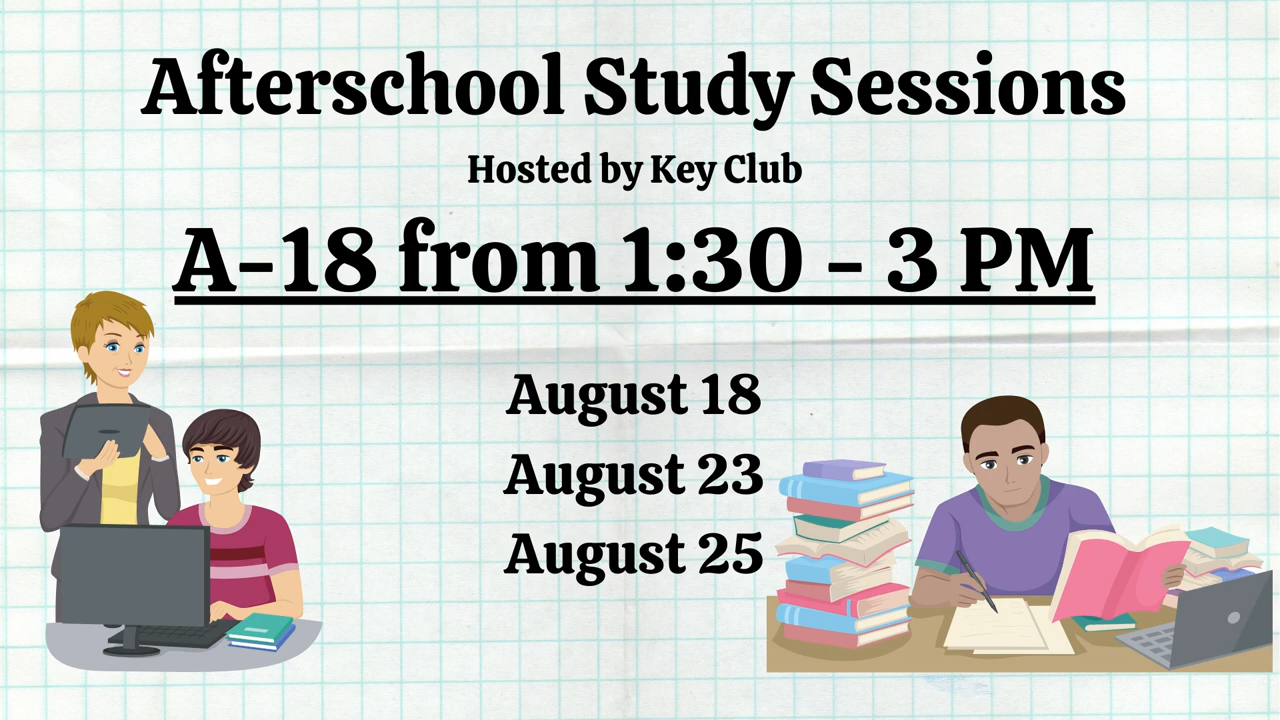 Afterschool Study Sessions
Hosted by Key Club
A-18 from 1:30 - 3 PM
August 18
August 23
August 25